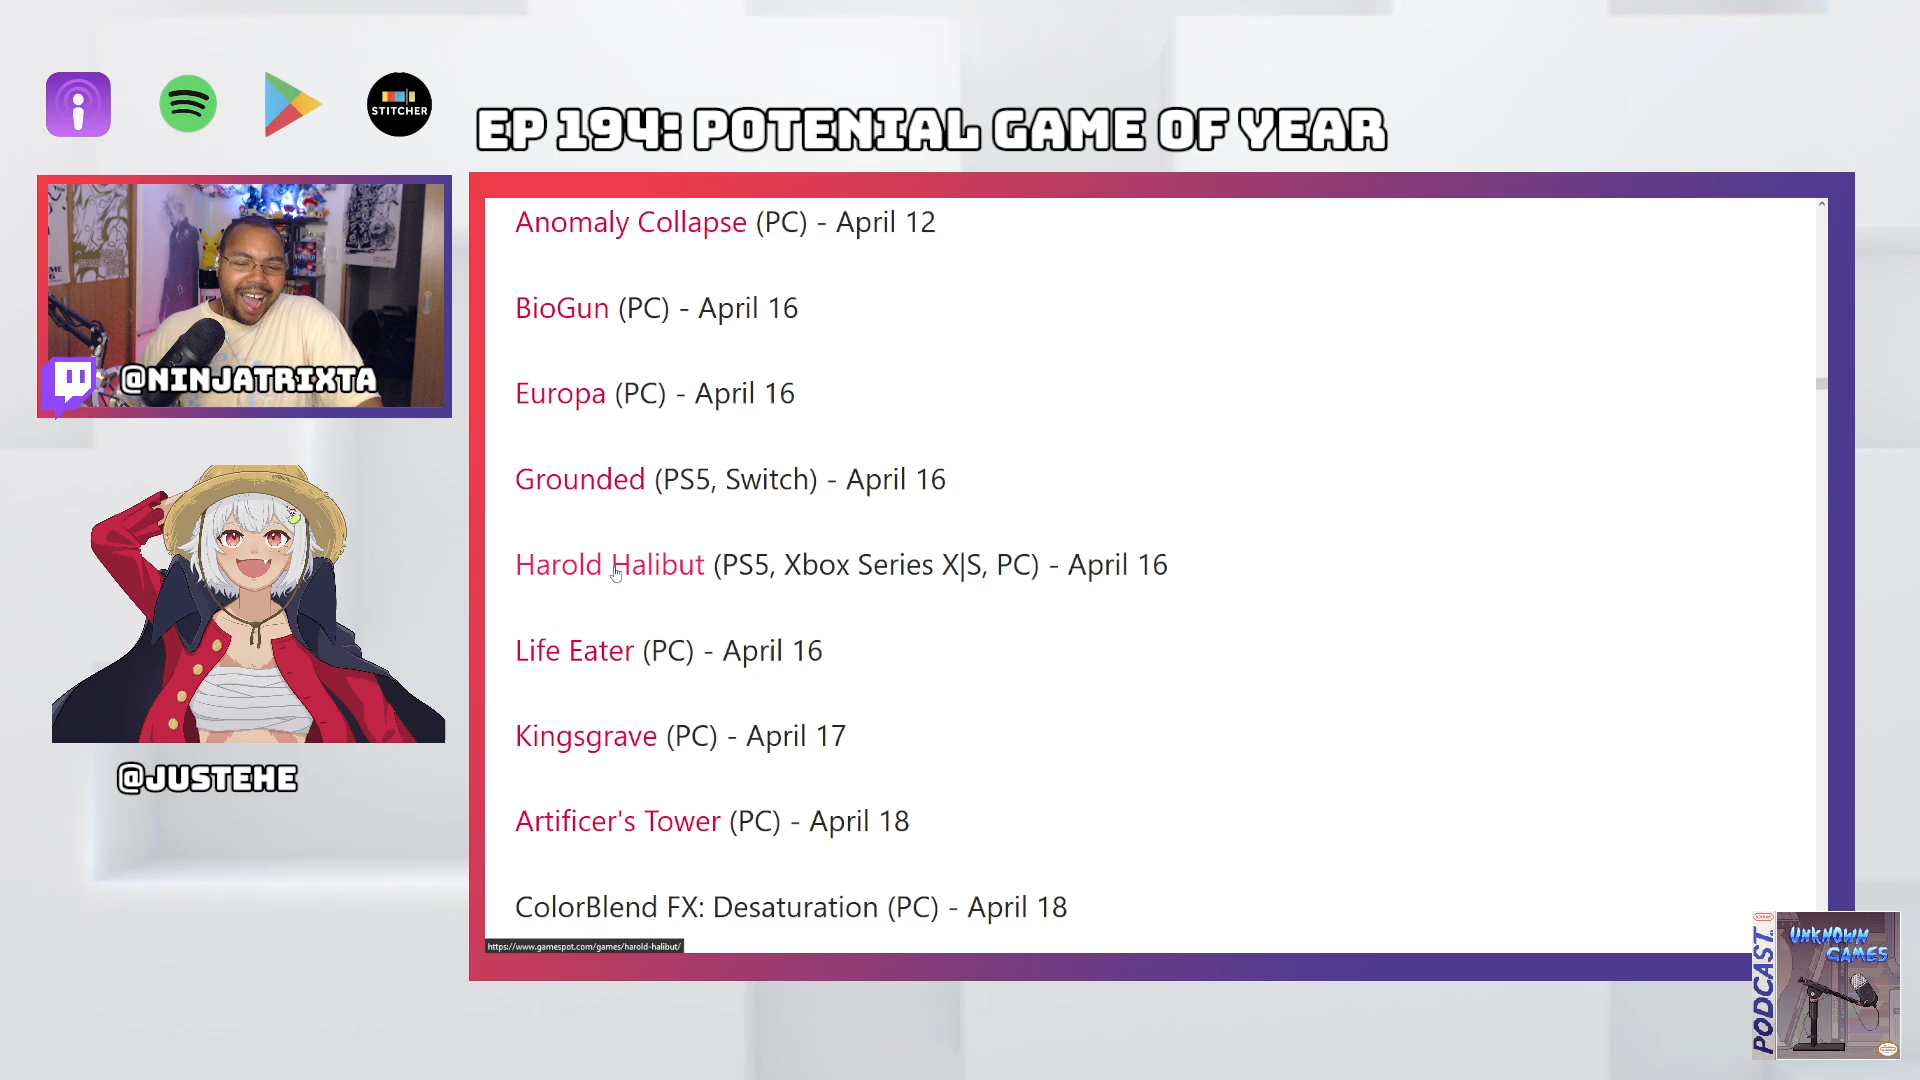 STITCHER
EP 194: POTENIAL GAME OF YEAR
@NINJATRIXTA
@JUSTEHE
Anomaly Collapse (PC) - April 12
BioGun (PC) - April 16
Europa (PC) - April 16
Grounded (PS5, Switch) - April 16
Harold Halibut (PS5, Xbox Series X|S, PC) - April 16
Life Eater (PC) - April 16
Kingsgrave (PC) - April 17
Artificer's Tower (PC) - April 18
ColorBlend FX: Desaturation (PC) - April 18
https://www.gamespot.com/games/harold-halibut/
PODCAST
UNKNOWN
GAMES